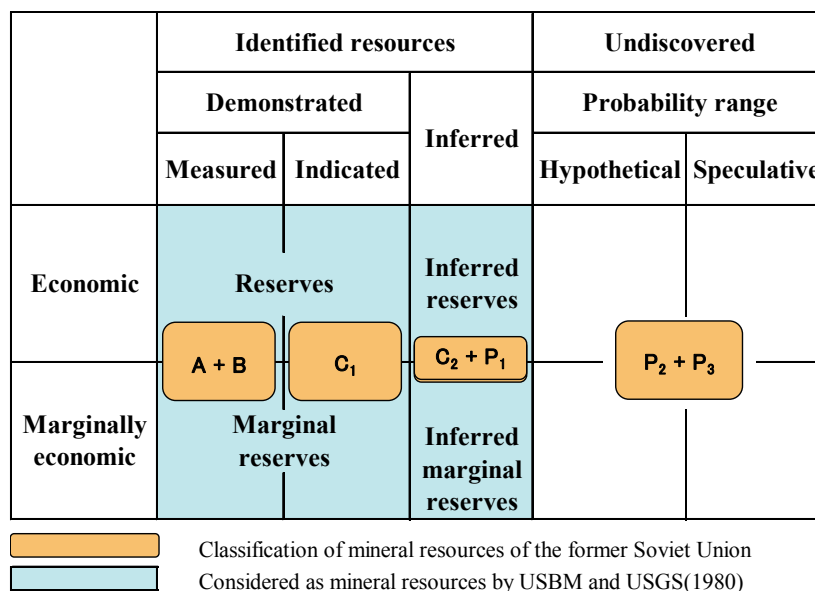 Identified resources
Undiscovered
Demonstrated
Inferred
Probability range
Measured
Indicated
Hypothetical
Speculative
Economic
Reserves
Inferred
reserves
A + B
C₁
C₂ + P₁
P₂ + P₃
Marginally
economic
Marginal
reserves
Inferred
marginal
reserves
Classification of mineral resources of the former Soviet Union
Considered as mineral resources by USBM and USGS(1980)